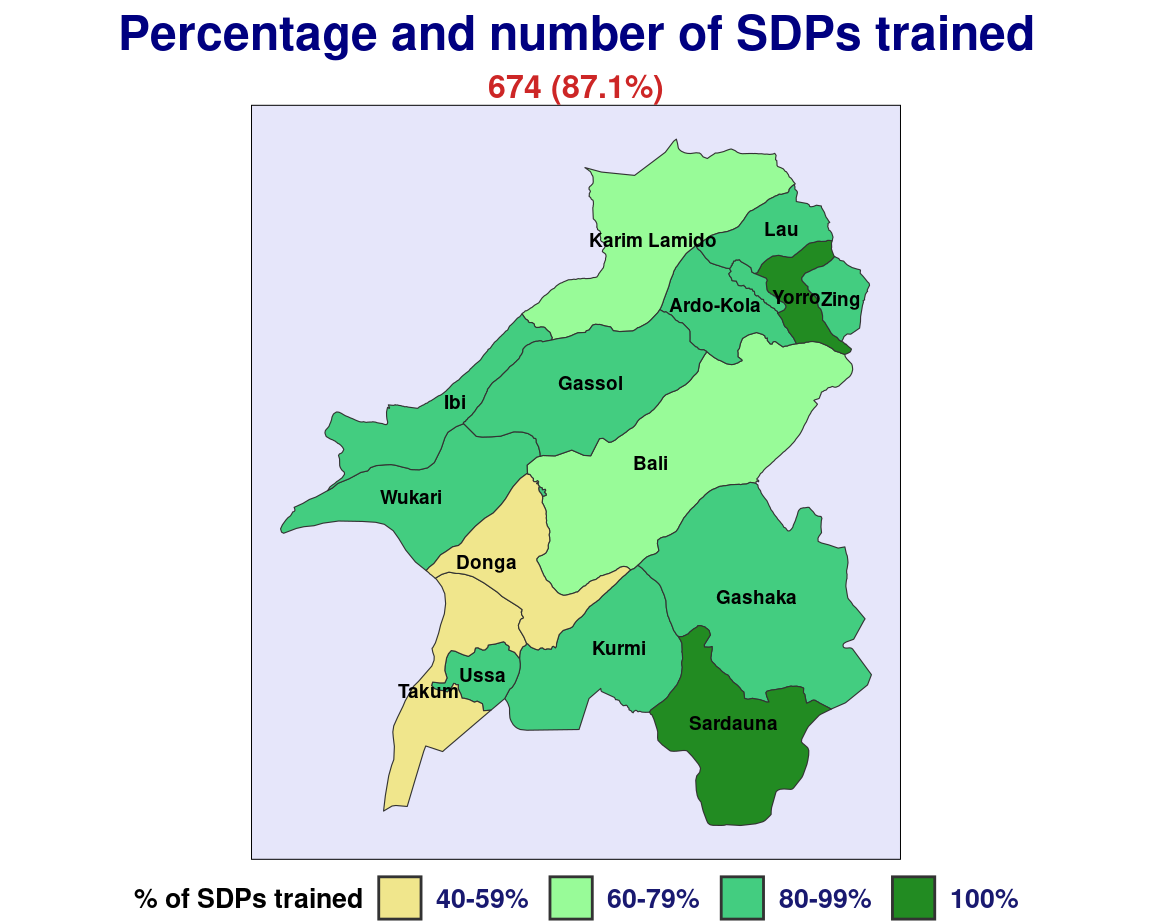 Percentage and number of SDPs trained
674 (87.1%)
Karim Lamido
Lau
Ardo-Kola
Yorro
Zing
Gassol
Ibi
Bali
Wukari
Donga
Gashaka
Kurmi
Ussa
Takum
Sardauna
% of SDPs trained 40-59% 60-79% 80-99% 100%